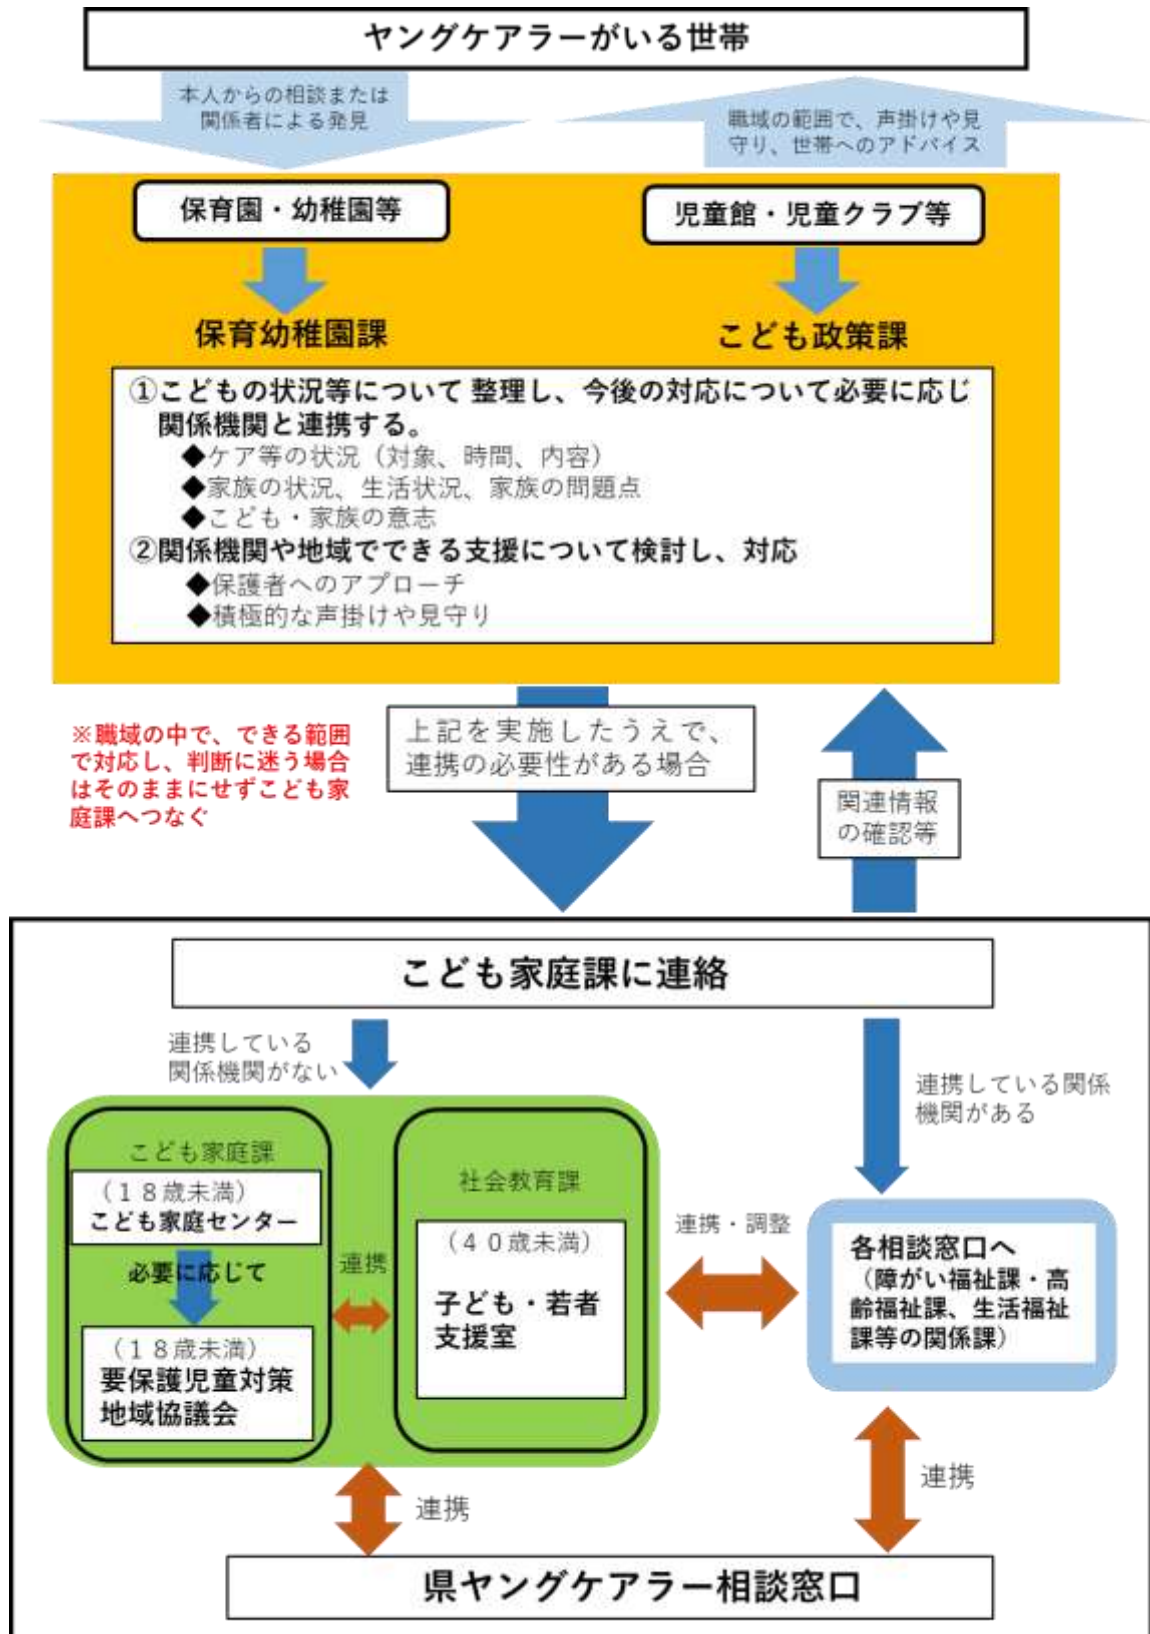 ヤングケアラーがいる世帯
本人からの相談または
関係者による発見
職域の範囲で、声掛けや見
守り、世帯へのアドバイス
保育園・幼稚園等
児童館・児童クラブ等
保育幼稚園課
こども政策課
①こどもの状況等について 整理し、今後の対応について必要に応じ
関係機関と連携する。
◆ケア等の状況（対象、時間、内容）
◆家族の状況、生活状況、家族の問題点
◆こども・家族の意志
②関係機関や地域でできる支援について検討し、対応
◆保護者へのアプローチ
◆積極的な声掛けや見守り
※職域の中で、できる範囲
で対応し、判断に迷う場合
はそのままにせずこども家
庭課へつなぐ
上記を実施したうえで、
連携の必要性がある場合
関連情報
の確認等
こども家庭課に連絡
連携している
関係機関がない
連携している関係
機関がある
こども家庭課
（１８歳未満）
こども家庭センター
必要に応じて
（１８歳未満）
要保護児童対策
地域協議会
連携
社会教育課
（４０歳未満）
子ども・若者
支援室
連携・調整
各相談窓口へ
（障がい福祉課・高
齢福祉課、生活福祉
課等の関係課）
連携
連携
県ヤングケアラー相談窓口